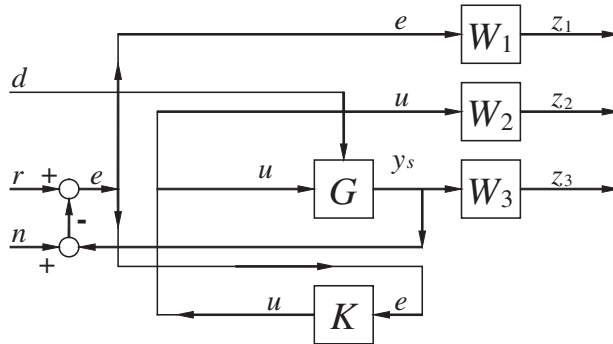 e W₁ z₁
d
u W₂ z₂
yₛ
r + e u G W₃ z₃
-
n
+
u K e